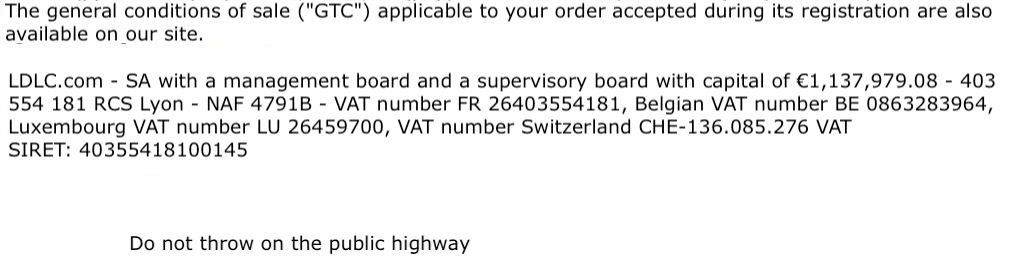 The general conditions of sale ("GTC") applicable to your order accepted during its registration are also
available on our site.
LDLC.com - SA with a management board and a supervisory board with capital of €1,137,979.08 - 403
554 181 RCS Lyon - NAF 4791B - VAT number FR 26403554181, Belgian VAT number BE 0863283964,
Luxembourg VAT number LU 26459700, VAT number Switzerland CHE-136.085.276 VAT
SIRET: 40355418100145
Do not throw on the public highway